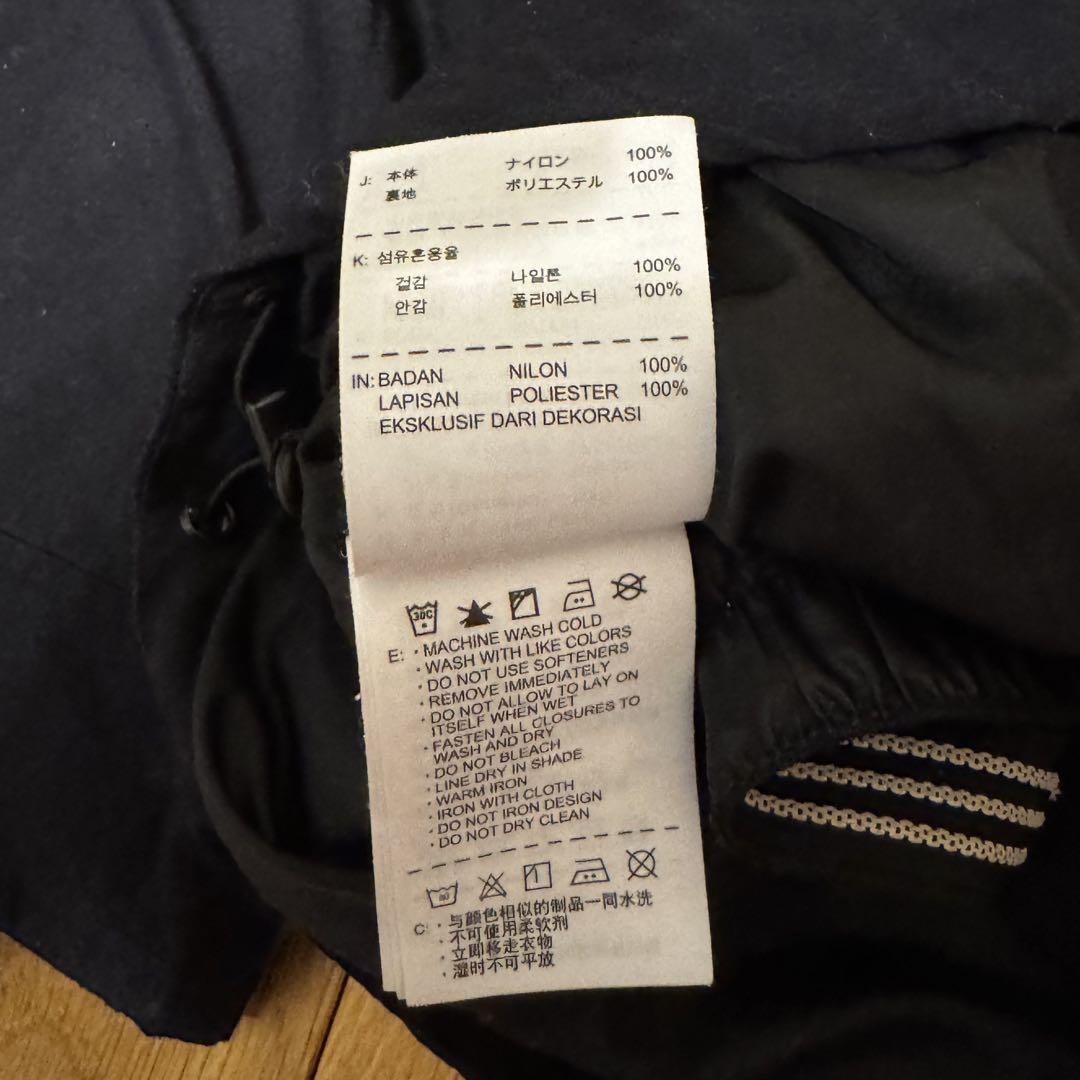 J: 本体 ナイロン 100%
裏地 ポリエステル 100%
K: 섬유혼용율
겉감 나일론 100%
안감 폴리에스터 100%
IN: BADAN NILON 100%
LAPISAN POLIESTER 100%
EKSKLUSIF DARI DEKORASI
30C
E: · MACHINE WASH COLD
· WASH WITH LIKE COLORS
· DO NOT USE SOFTENERS
· REMOVE IMMEDIATELY
· DO NOT ALLOW TO LAY ON
ITSELF WHEN WET
· FASTEN ALL CLOSURES TO
WASH AND DRY
· DO NOT BLEACH
· LINE DRY IN SHADE
· WARM IRON
· IRON WITH CLOTH
· DO NOT IRON DESIGN
· DO NOT DRY CLEAN
C: · 与颜色相似的制品一同水洗
· 不可使用柔软剂
· 立即移走衣物
· 湿时不可平放